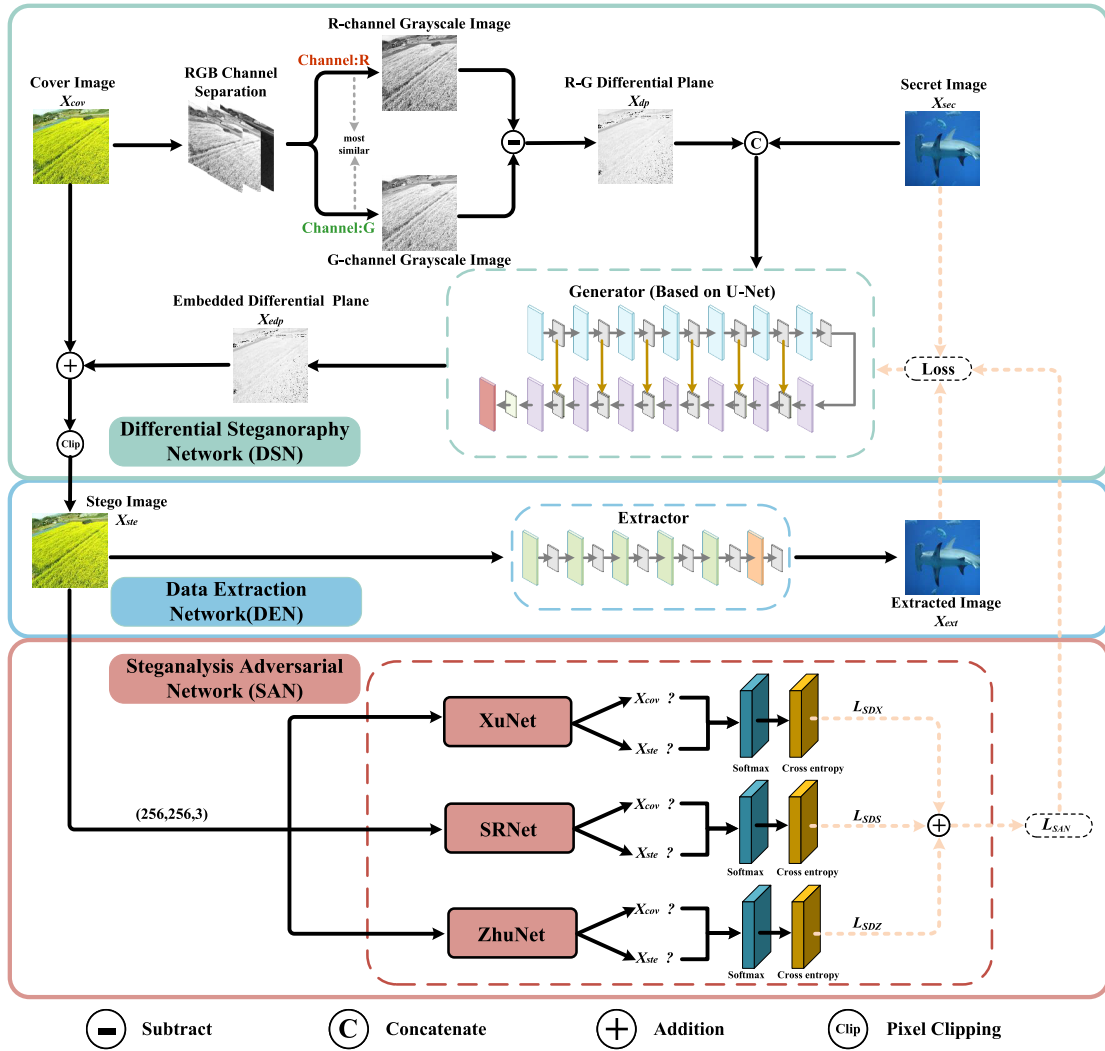 R-channel Grayscale Image
Channel:R
RGB Channel
Separation
Cover Image
Xcov
R-G Differential Plane
Xdp
Secret Image
Xsec
most
similar
C
Channel:G
G-channel Grayscale Image
Generator (Based on U-Net)
Embedded Differential Plane
Xedp
Loss
Clip
Differential Steganoraphy
Network (DSN)
Stego Image
Xste
Extractor
Data Extraction
Network(DEN)
Extracted Image
Xext
Steganalysis Adversarial
Network (SAN)
XuNet
Xcov ?
Xste ?
Softmax
Cross entropy
LSDX
(256,256,3)
SRNet
Xcov ?
Xste ?
Softmax
Cross entropy
LSDS
LSAN
ZhuNet
Xcov ?
Xste ?
Softmax
Cross entropy
LSDZ
Subtract
C Concatenate
Addition
Clip Pixel Clipping